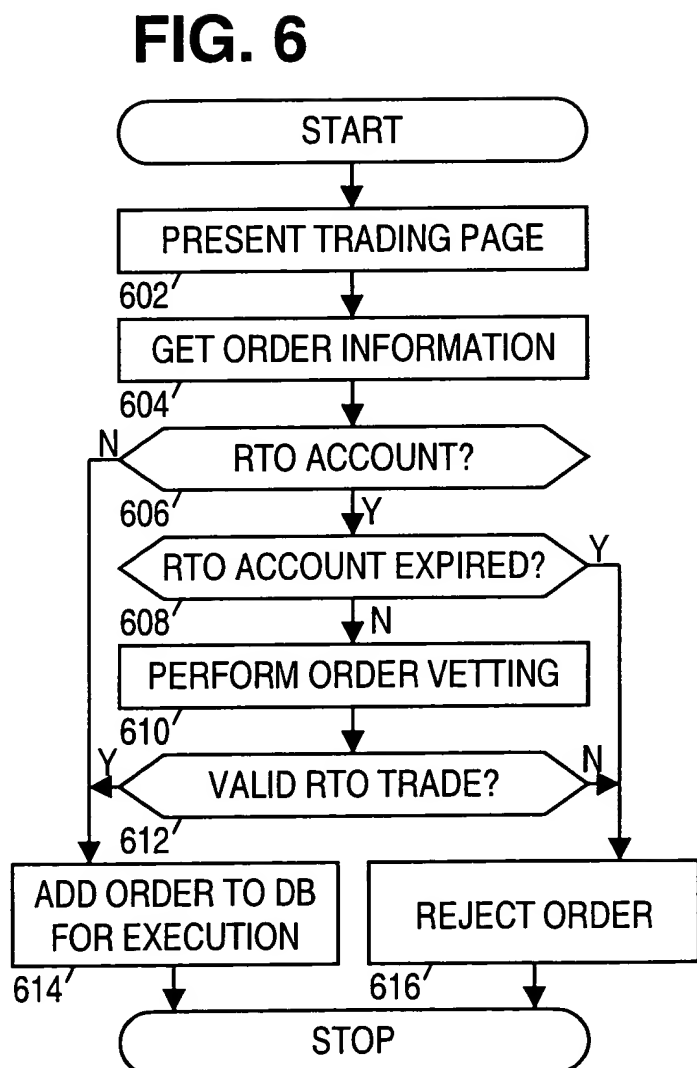 FIG. 6
START
PRESENT TRADING PAGE
602
GET ORDER INFORMATION
604
N
RTO ACCOUNT?
606
Y
RTO ACCOUNT EXPIRED?
Y
608
N
PERFORM ORDER VETTING
610
Y
VALID RTO TRADE?
N
612
ADD ORDER TO DB
FOR EXECUTION
REJECT ORDER
614
616
STOP